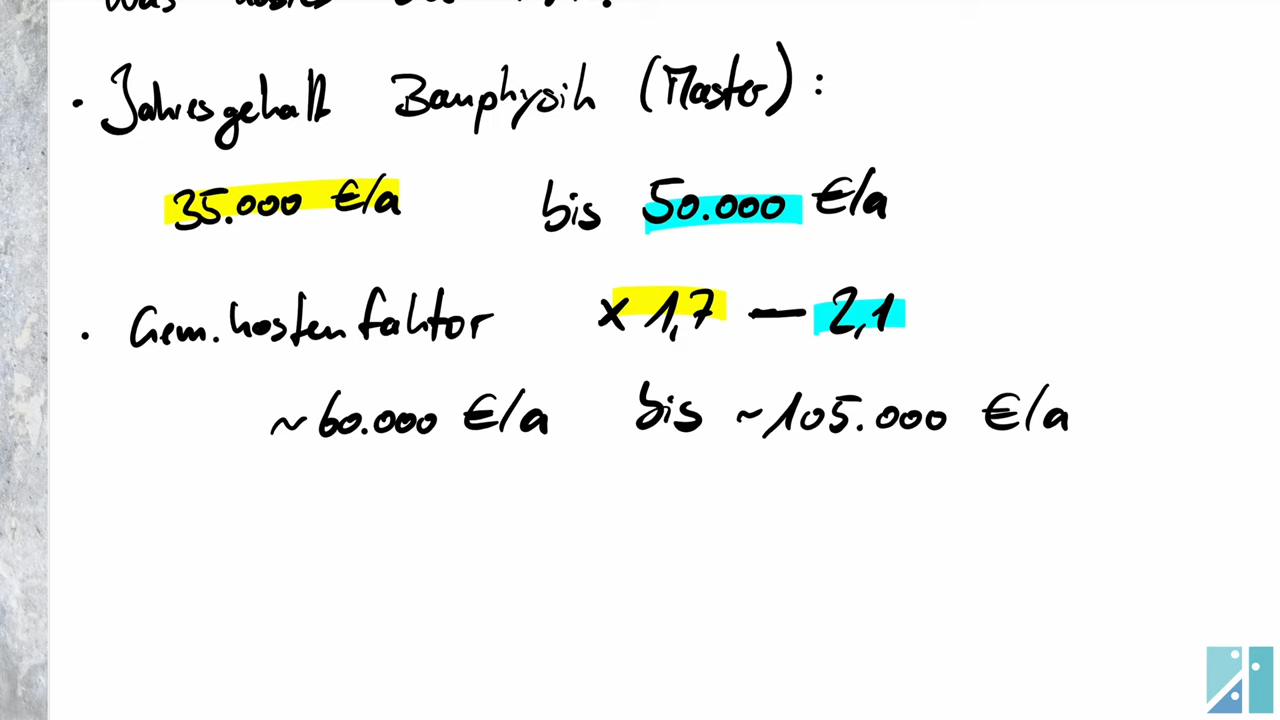 • Jahresgehalt Bauphysik (Master):
35.000 €/a bis 50.000 €/a
• Gem.kostenfaktor x 1,7 — 2,1
~60.000 €/a bis ~105.000 €/a